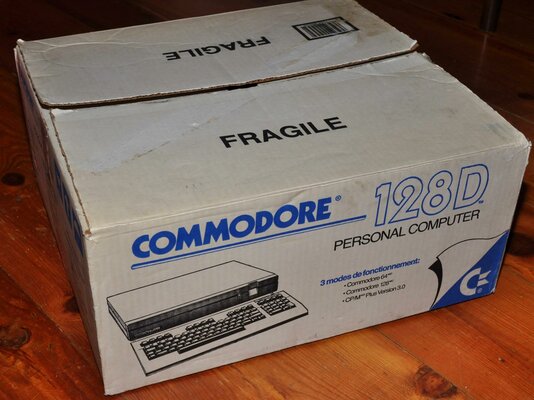 FRAGILE
FRAGILE
COMMODORE®
128D™
PERSONAL COMPUTER
3 modes de fonctionnement:
• Commodore 64™
• Commodore 128™
• CP/M™ Plus Version 3.0